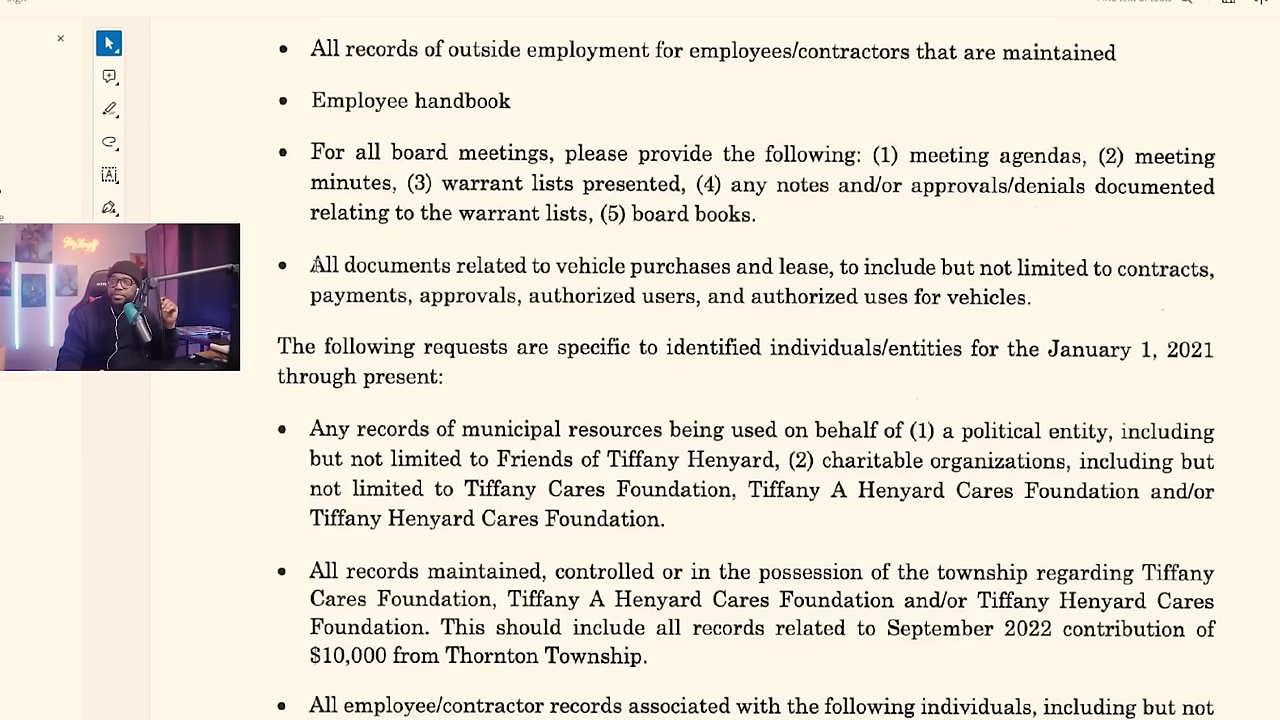 • All records of outside employment for employees/contractors that are maintained
• Employee handbook
• For all board meetings, please provide the following: (1) meeting agendas, (2) meeting
minutes, (3) warrant lists presented, (4) any notes and/or approvals/denials documented
relating to the warrant lists, (5) board books.
• All documents related to vehicle purchases and lease, to include but not limited to contracts,
payments, approvals, authorized users, and authorized uses for vehicles.
The following requests are specific to identified individuals/entities for the January 1, 2021
through present:
• Any records of municipal resources being used on behalf of (1) a political entity, including
but not limited to Friends of Tiffany Henyard, (2) charitable organizations, including but
not limited to Tiffany Cares Foundation, Tiffany A Henyard Cares Foundation and/or
Tiffany Henyard Cares Foundation.
• All records maintained, controlled or in the possession of the township regarding Tiffany
Cares Foundation, Tiffany A Henyard Cares Foundation and/or Tiffany Henyard Cares
Foundation. This should include all records related to September 2022 contribution of
$10,000 from Thornton Township.
• All employee/contractor records associated with the following individuals, including but not